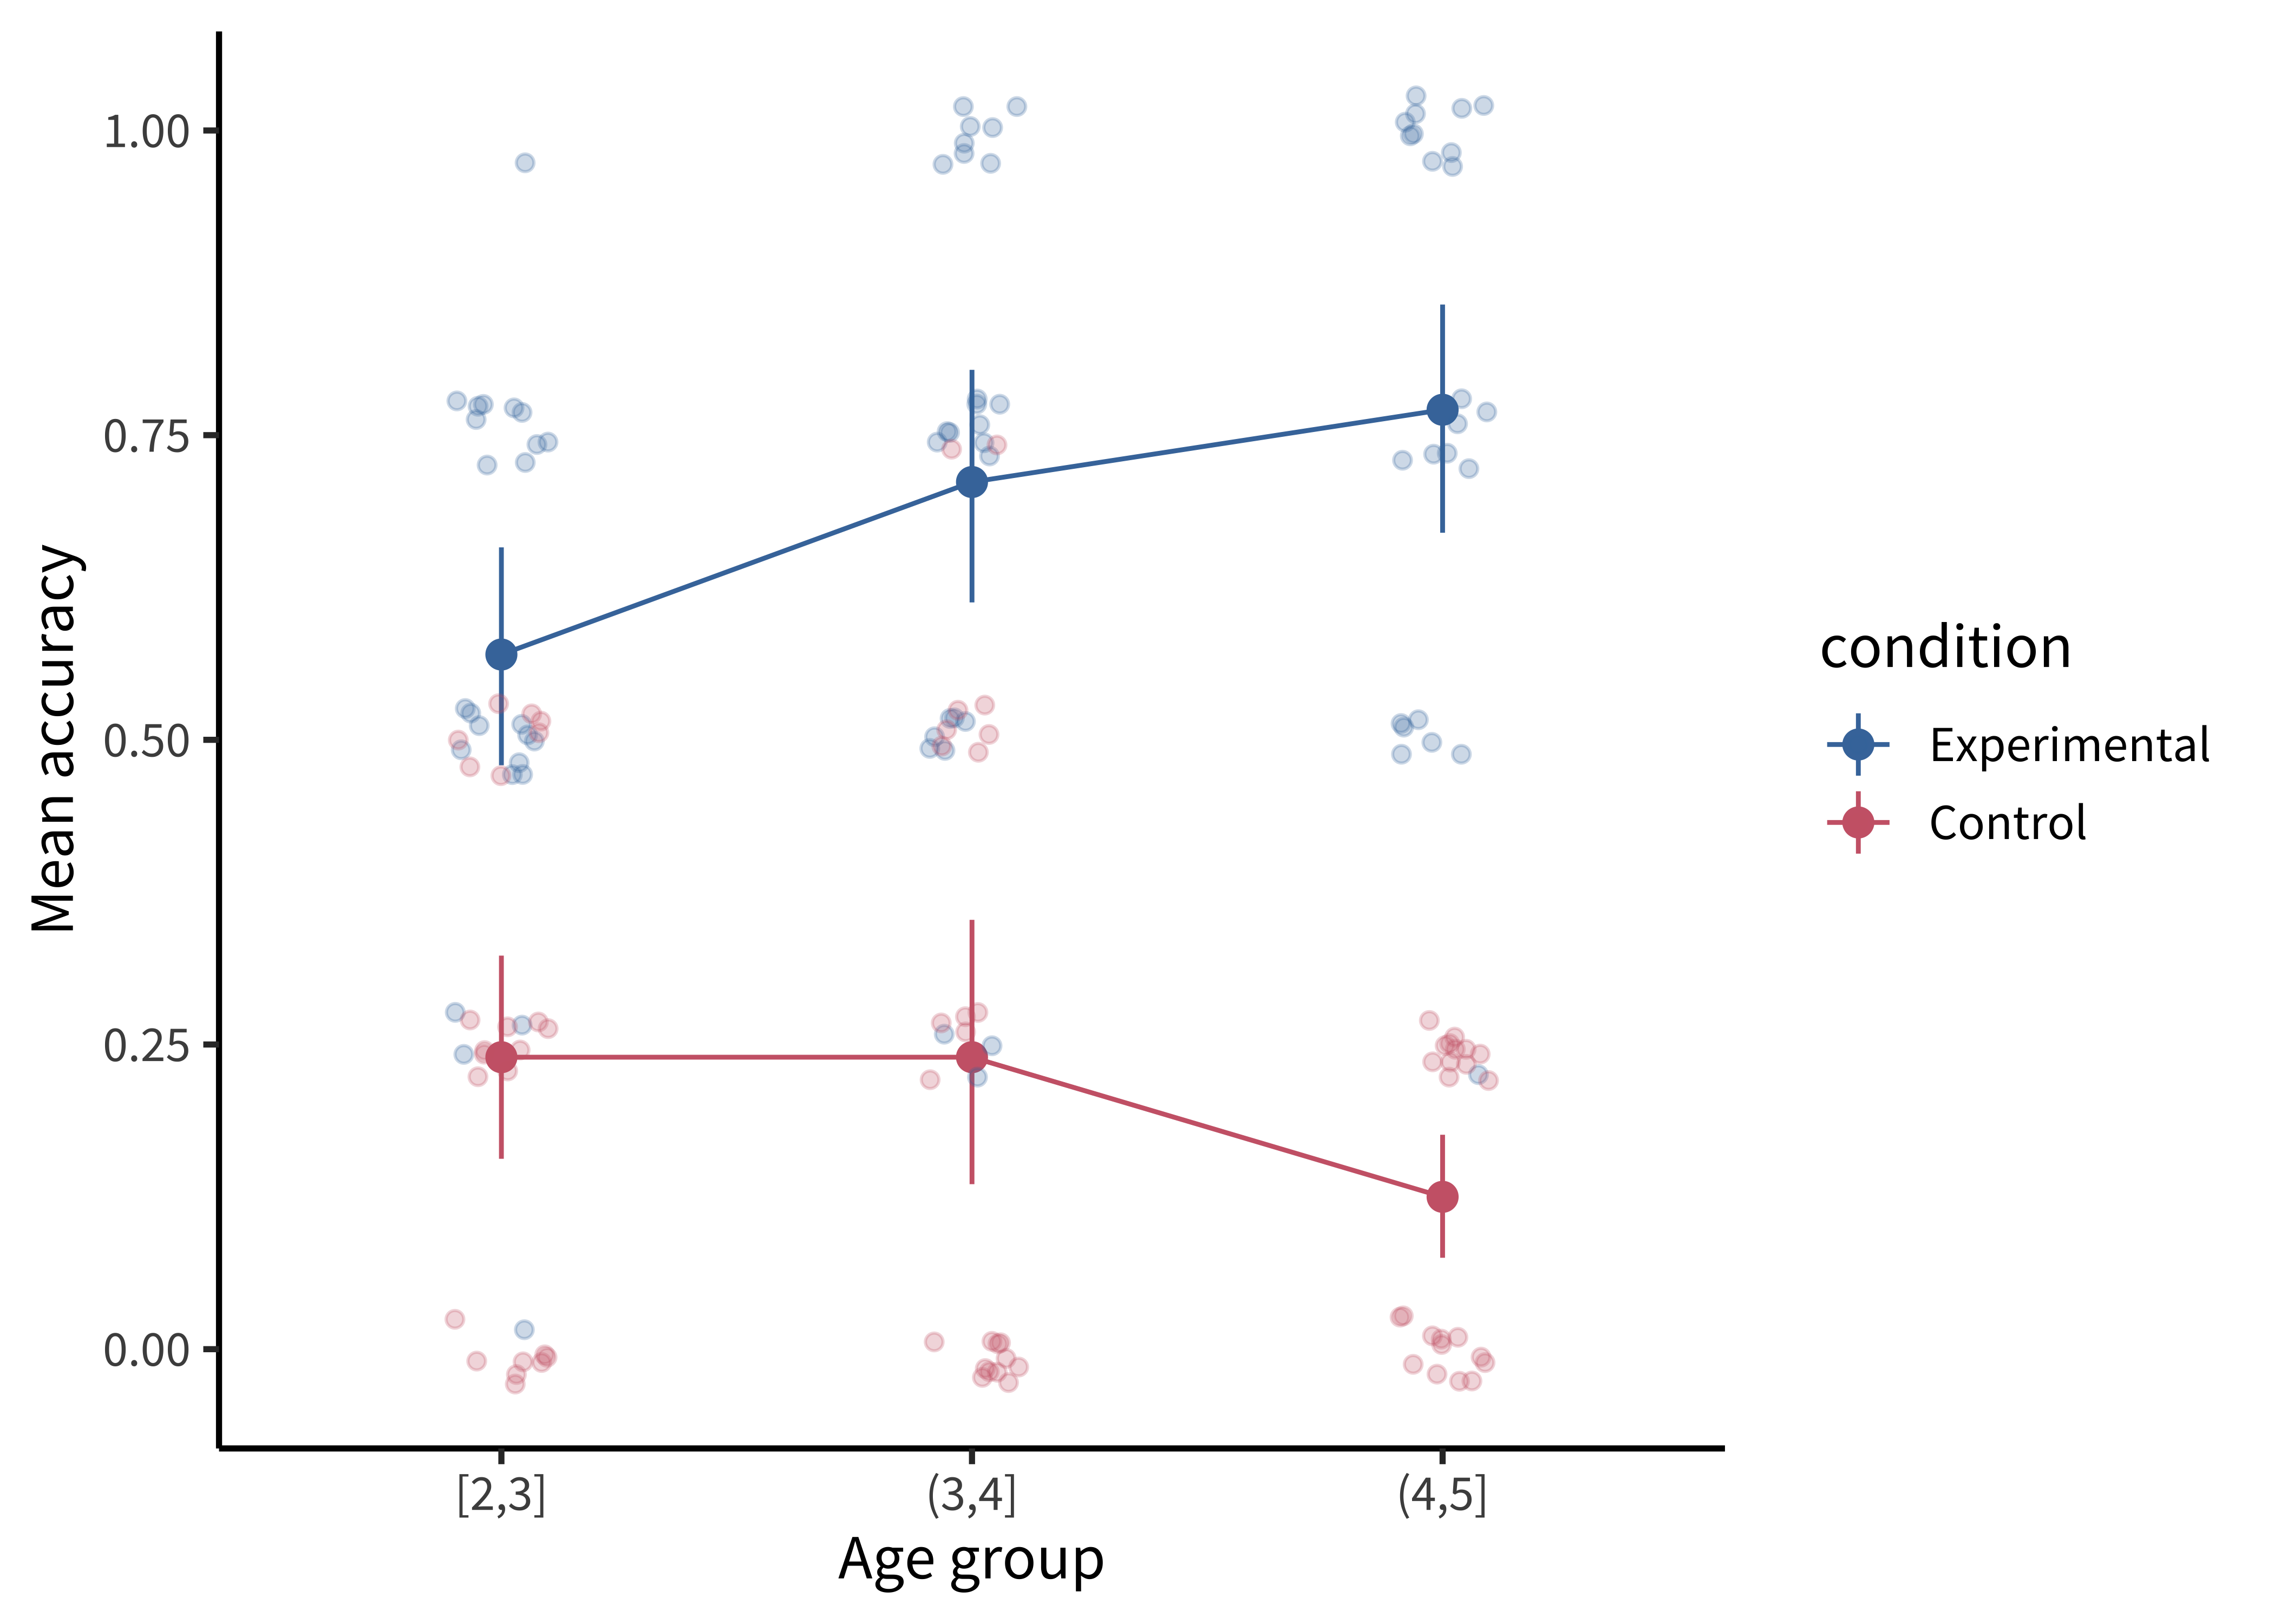 Mean accuracy
1.00
0.75
0.50
0.25
0.00
[2,3]
(3,4]
(4,5]
Age group
condition
Experimental
Control